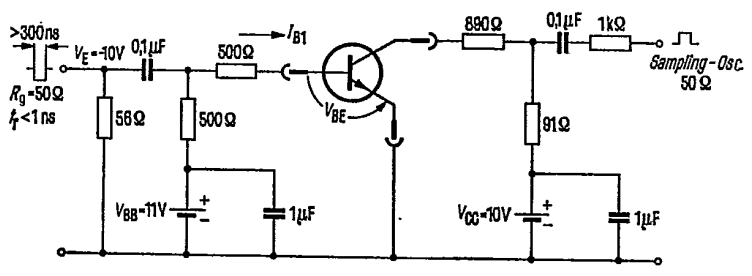 >300ns
V_E=-10V
0,1µF
500Ω
I_B1
890Ω
0,1µF
1kΩ
Sampling-Osc.
50Ω
R_g=50Ω
t_r<1ns
56Ω
500Ω
V_BE
91Ω
V_BB=11V
+
-
1µF
V_CC=10V
+
-
1µF